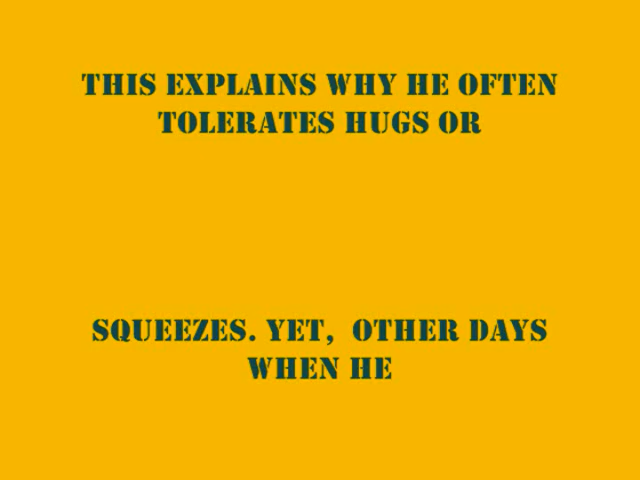 THIS EXPLAINS WHY HE OFTEN
TOLERATES HUGS OR
SQUEEZES. YET,  OTHER DAYS
WHEN HE